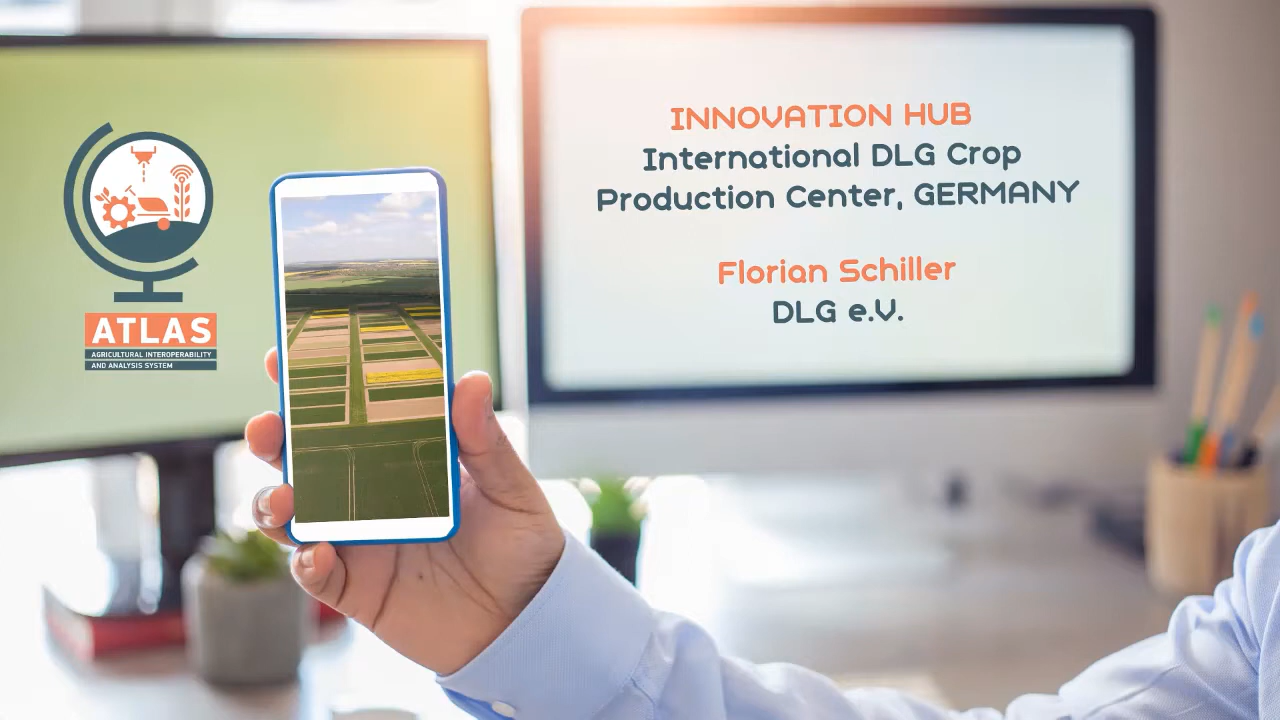 ATLAS
AGRICULTURAL INTEROPERABILITY
AND ANALYSIS SYSTEM
INNOVATION HUB
International DLG Crop
Production Center, GERMANY
Florian Schiller
DLG e.V.